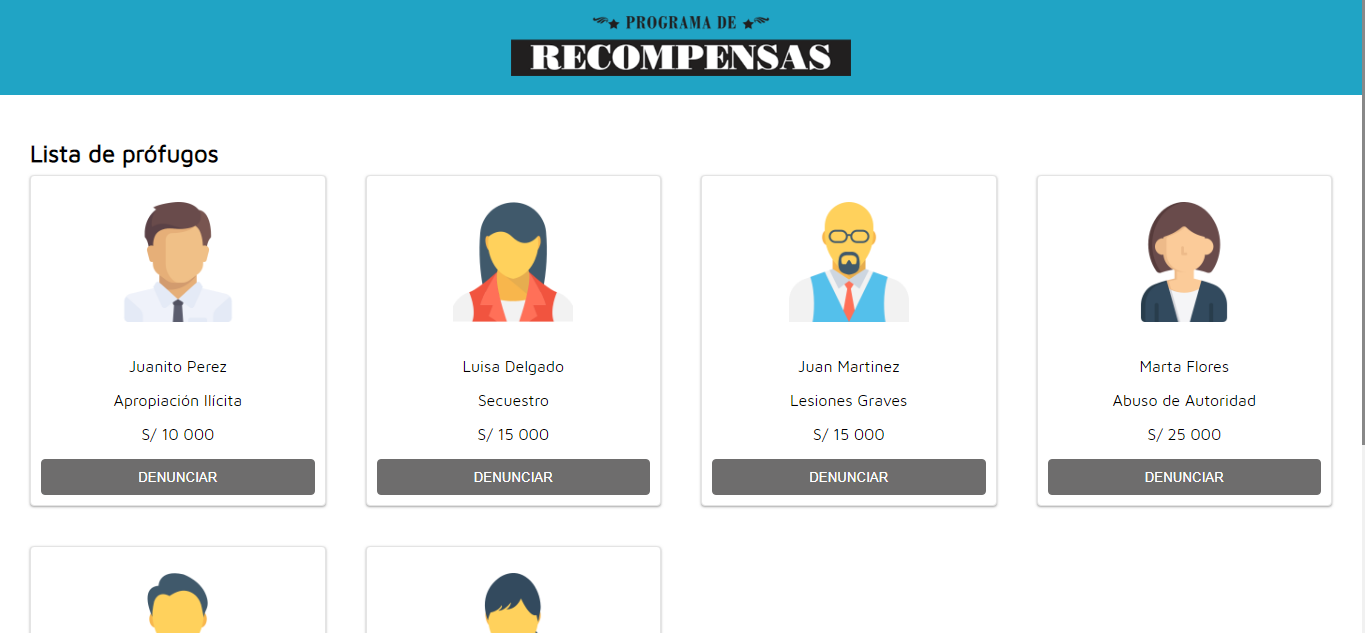 PROGRAMA DE
RECOMPENSAS
Lista de prófugos
Juanito Perez
Apropiación Ilícita
S/ 10 000
DENUNCIAR
Luisa Delgado
Secuestro
S/ 15 000
DENUNCIAR
Juan Martinez
Lesiones Graves
S/ 15 000
DENUNCIAR
Marta Flores
Abuso de Autoridad
S/ 25 000
DENUNCIAR